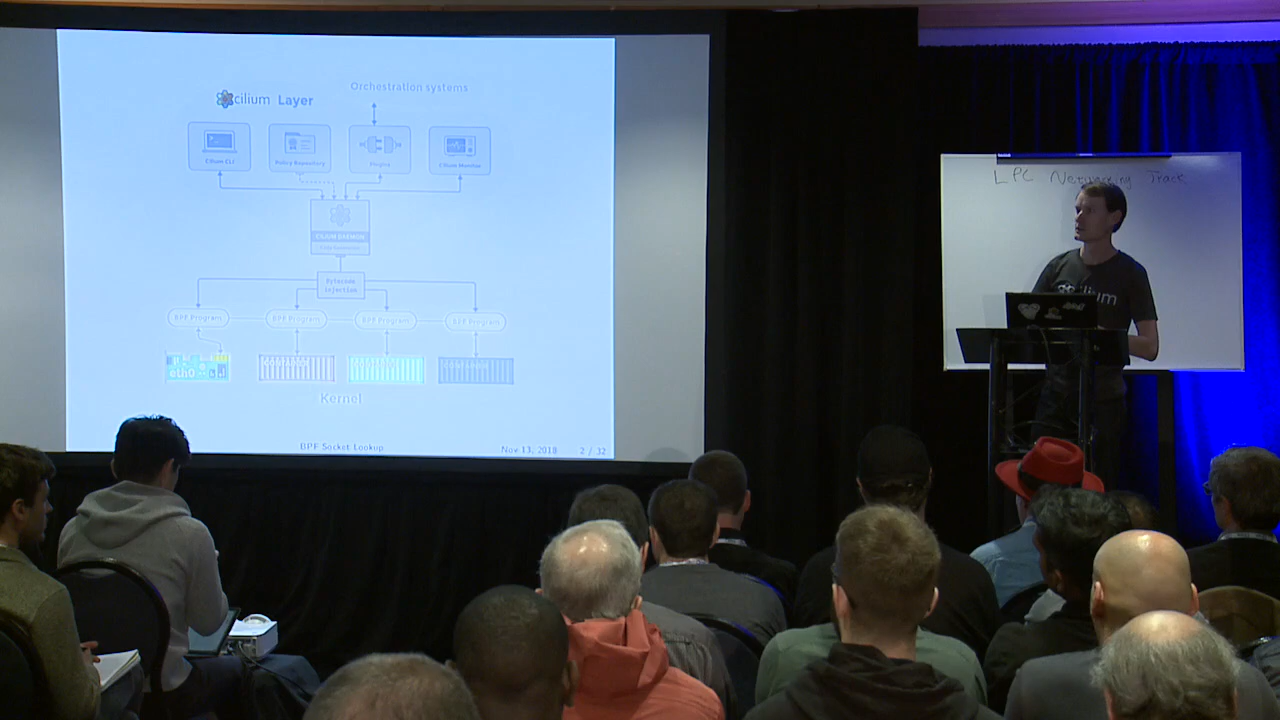 cilium Layer
Orchestration systems
Cilium CLI
Policy Repository
Plugins
Cilium Monitor
CILIUM DAEMON
Bytecode
injection
BPF Program
BPF Program
BPF Program
BPF Program
eth0
CONTAINER
Kernel
BPF Socket Lookup
Nov 13, 2018
2 / 32
LPC Networking Track
cilium